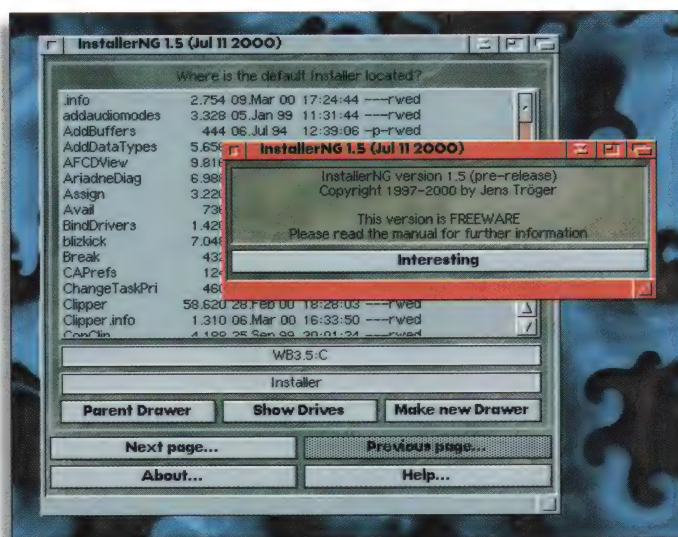 InstallerNG 1.5 (Jul 11 2000)
Where is the default Installer located?
.info 2.754 09.Mar 00 17:24:44 ---rwed
addaudiomodes 3.328 05.Jan 99 11:31:44 ---rwed
AddBuffers 444 06.Jul 94 12:39:06 -p-rwed
AddDataTypes
AFCDView
AriadneDiag
Assign
Avail
BindDrivers
blizkick
Break
CAPrefs
ChangeTaskPri
Clipper 58.620 28.Feb 00 18:28:03 ---rwed
Clipper.info 1.310 06.Mar 00 16:33:50 ---rwed
InstallerNG 1.5 (Jul 11 2000)
InstallerNG version 1.5 (pre-release)
Copyright 1997-2000 by Jens Tröger
This version is FREEWARE
Please read the manual for further information
Interesting
WB3.5:C
Installer
Parent Drawer Show Drives Make new Drawer
Next page... Previous page...
About... Help...